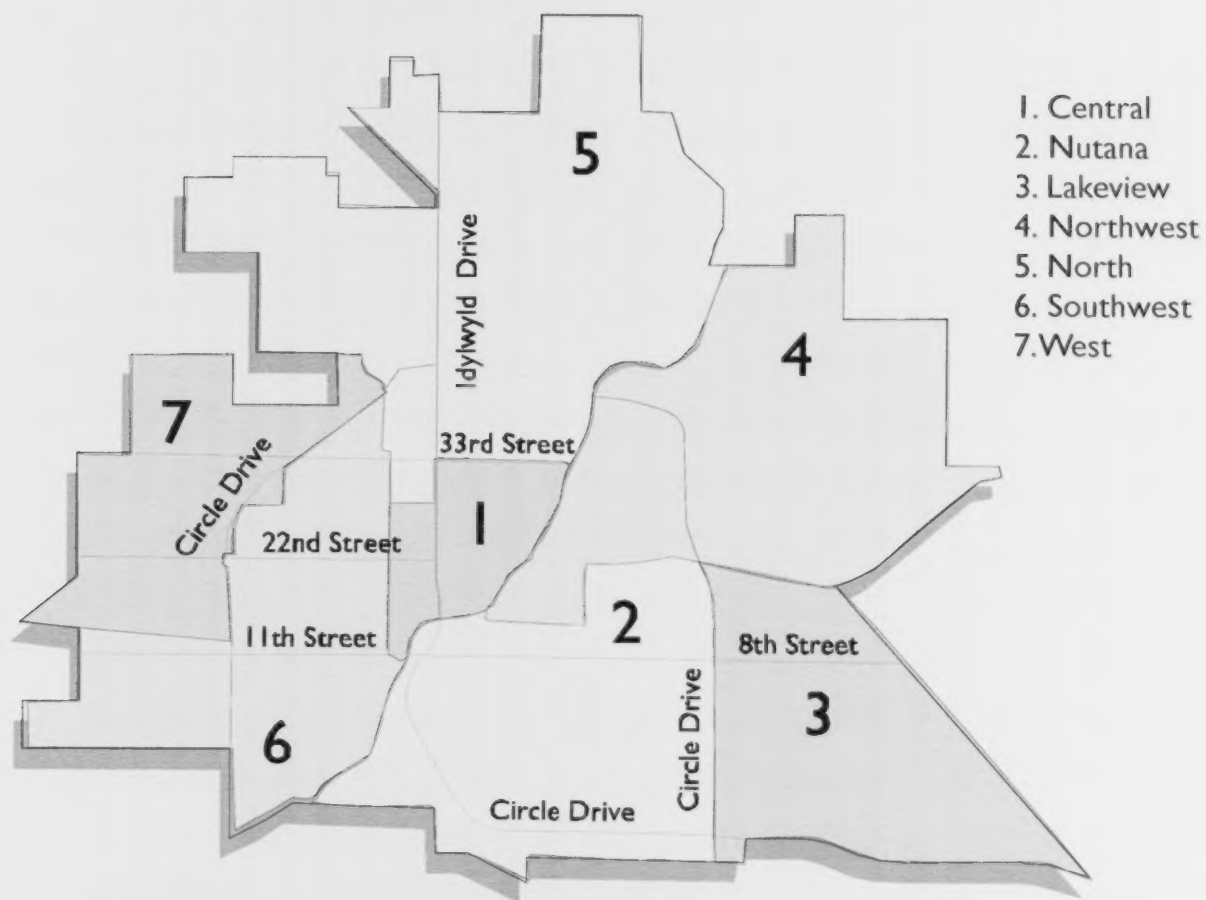 1. Central
2. Nutana
3. Lakeview
4. Northwest
5. North
6. Southwest
7. West
5
Idylwyld Drive
4
7
33rd Street
Circle Drive
1
22nd Street
2
11th Street
8th Street
Circle Drive
3
6
Circle Drive